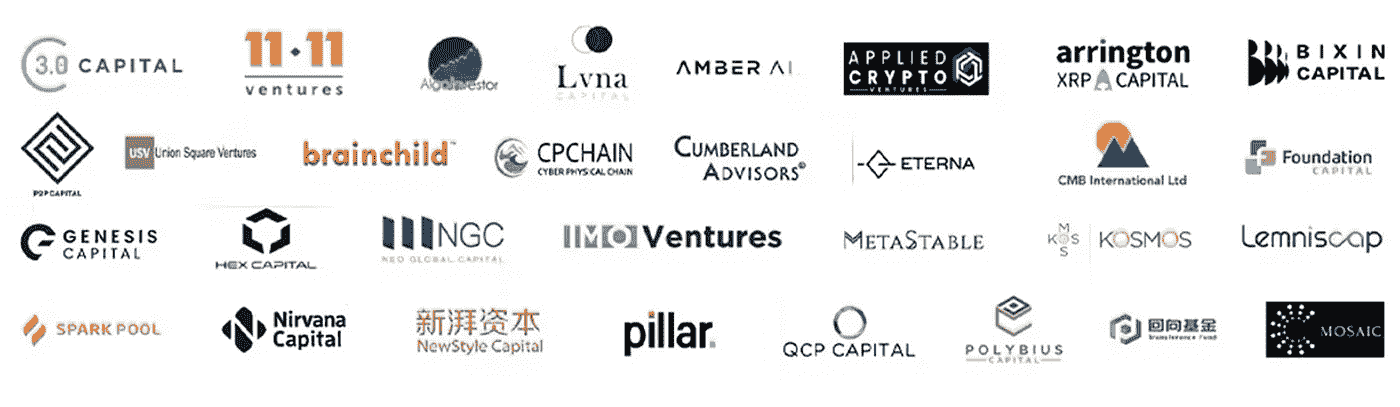 3.0 CAPITAL
11·11
ventures
Lvna
CAPITAL
AMBER AI
APPLIED
CRYPTO
VENTURES
arrington
XRP CAPITAL
BIXIN
CAPITAL
P2P CAPITAL
USV Union Square Ventures
brainchild™
CPCHAIN
CYBER PHYSICAL CHAIN
CUMBERLAND
ADVISORS®
ETERNA
CMB International Ltd
Foundation
CAPITAL
GENESIS
CAPITAL
HEX CAPITAL
NGC
NEO GLOBAL CAPITAL
IMO Ventures
METASTABLE
MOS
KOS
KOSMOS
Lemniscap
SPARK POOL
Nirvana
Capital
新湃资本
NewStyle Capital
pillar.
QCP CAPITAL
POLYBIUS
CAPITAL
回向基金
MOSAIC